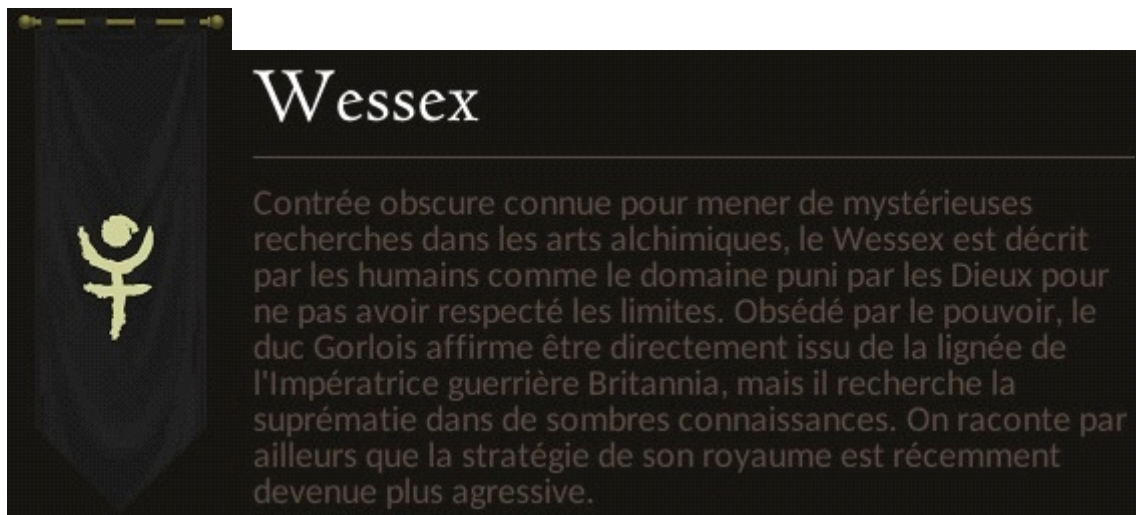 Wessex
Contrée obscure connue pour mener de mystérieuses
recherches dans les arts alchimiques, le Wessex est décrit
par les humains comme le domaine puni par les Dieux pour
ne pas avoir respecté les limites. Obsédé par le pouvoir, le
duc Gorlois affirme être directement issu de la lignée de
l'Impératrice guerrière Britannia, mais il recherche la
suprématie dans de sombres connaissances. On raconte par
ailleurs que la stratégie de son royaume est récemment
devenue plus agressive.